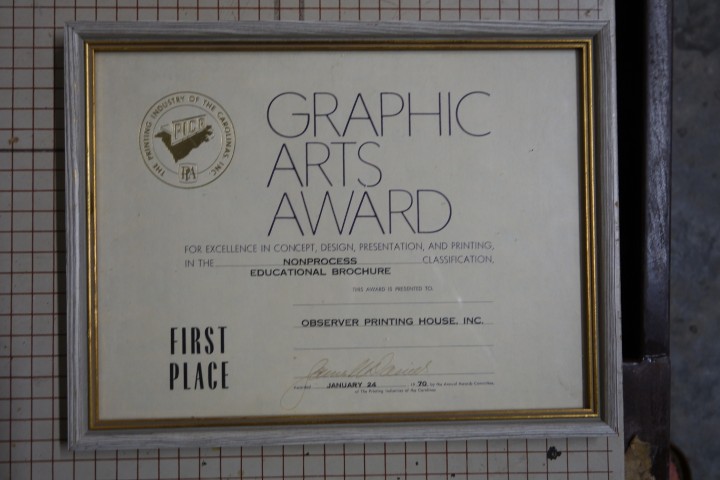 THE PRINTING INDUSTRY OF THE CAROLINAS INC
PICA
PIA
GRAPHIC
ARTS
AWARD
FOR EXCELLENCE IN CONCEPT, DESIGN, PRESENTATION, AND PRINTING,
IN THE NONPROCESS CLASSIFICATION,
EDUCATIONAL BROCHURE
THIS AWARD IS PRESENTED TO:
OBSERVER PRINTING HOUSE, INC.
FIRST
PLACE
Awarded JANUARY 24 19 70, by the Annual Awards Committee
of The Printing Industries of the Carolinas